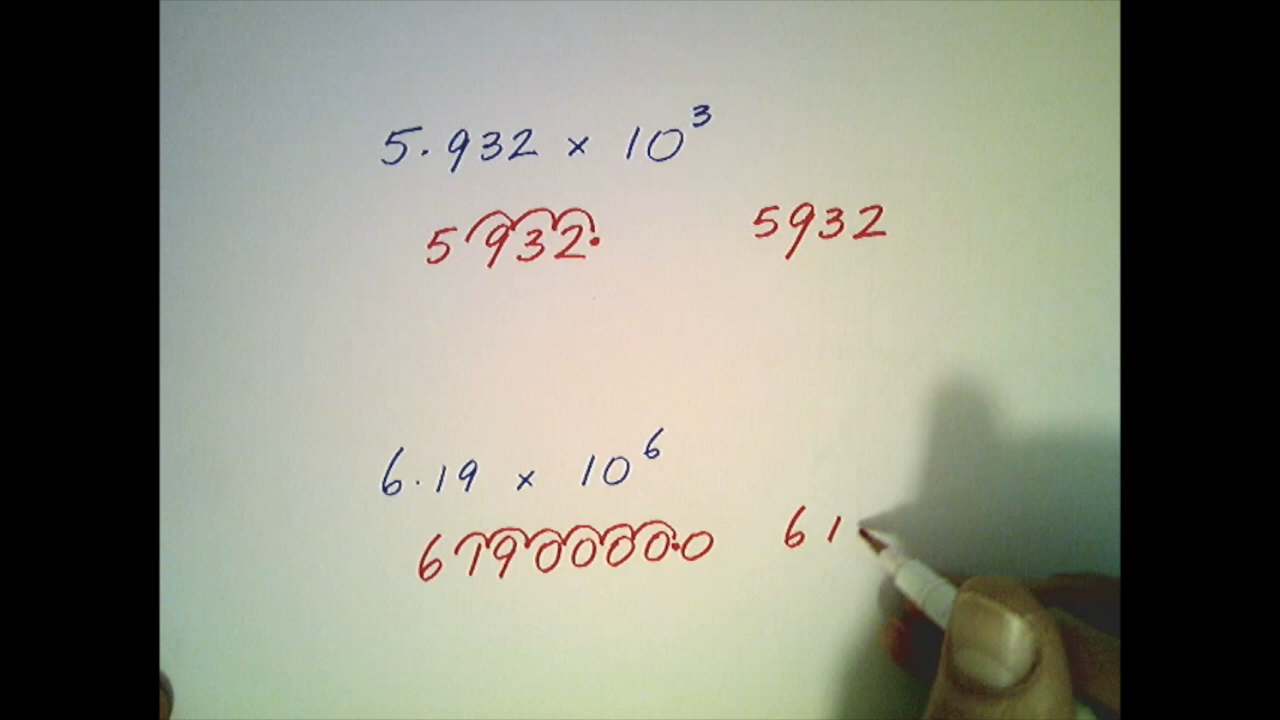 5.932 × 10³
5932. 5932
6.19 × 10⁶
6190000.0 61